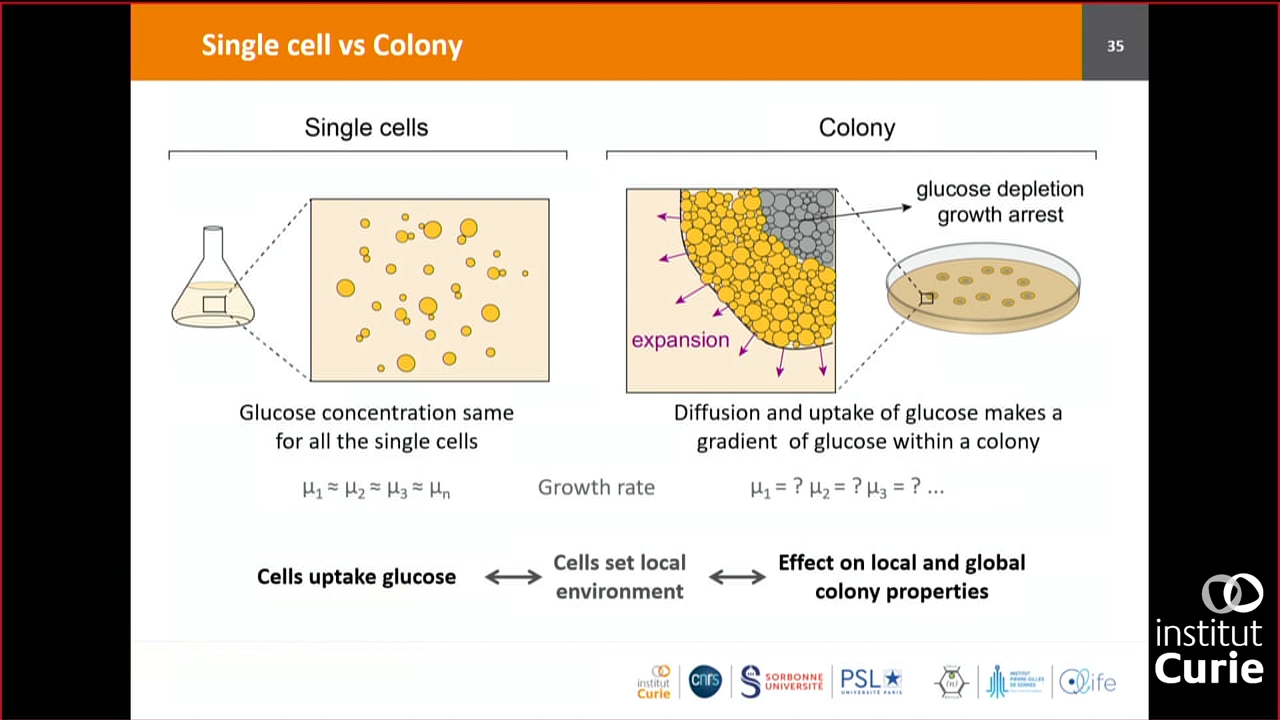 Single cell vs Colony
35
Single cells
Colony
glucose depletion
growth arrest
expansion
Glucose concentration same
for all the single cells
Diffusion and uptake of glucose makes a
gradient of glucose within a colony
μ₁ ≈ μ₂ ≈ μ₃ ≈ μₙ
Growth rate
μ₁ = ? μ₂ = ? μ₃ = ? ...
Cells uptake glucose
Cells set local
environment
Effect on local and global
colony properties
institut
Curie
cnrs
SORBONNE
UNIVERSITÉ
PSL
UNIVERSITÉ PARIS
INSTITUT
PIERRE-GILLES
DE GENNES
life
institut
Curie